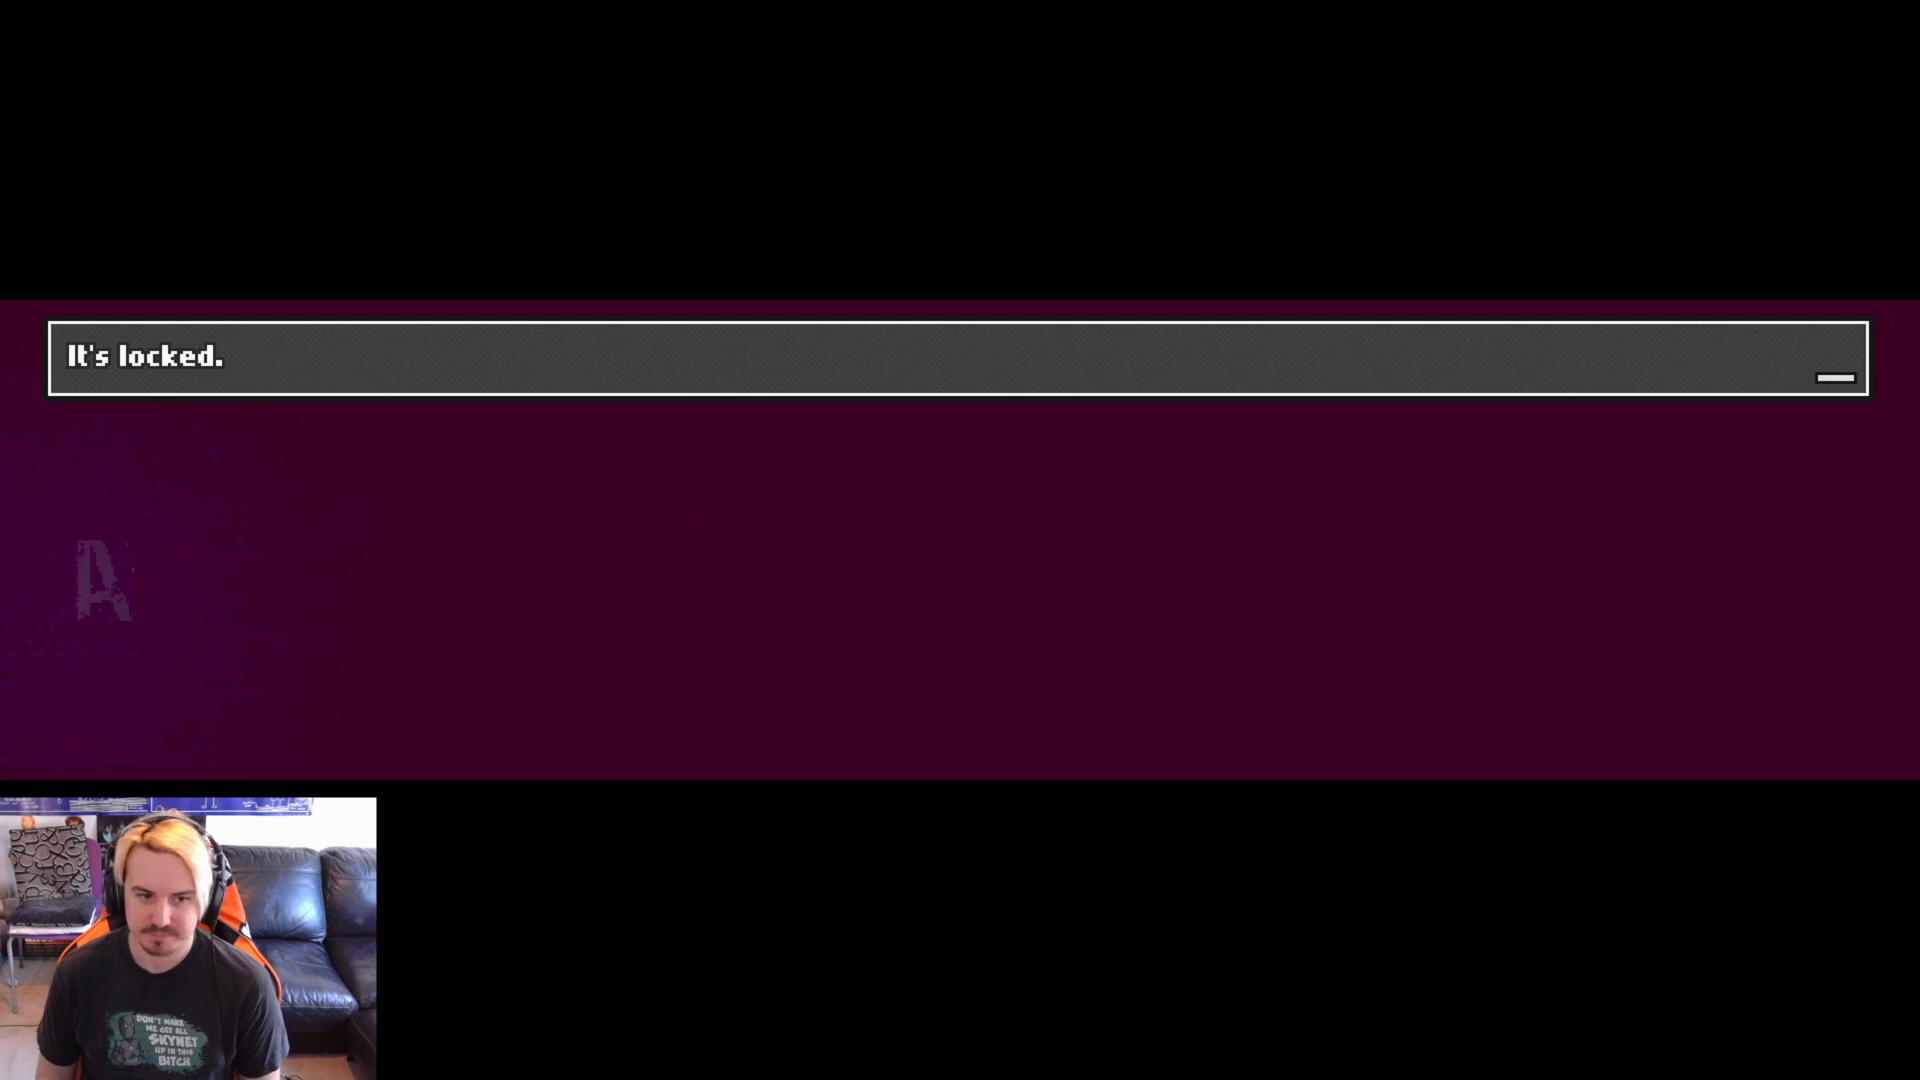 It's locked.
A
DON'T MAKE
ME GET ALL
SKYNET
UP IN THIS
BITCH